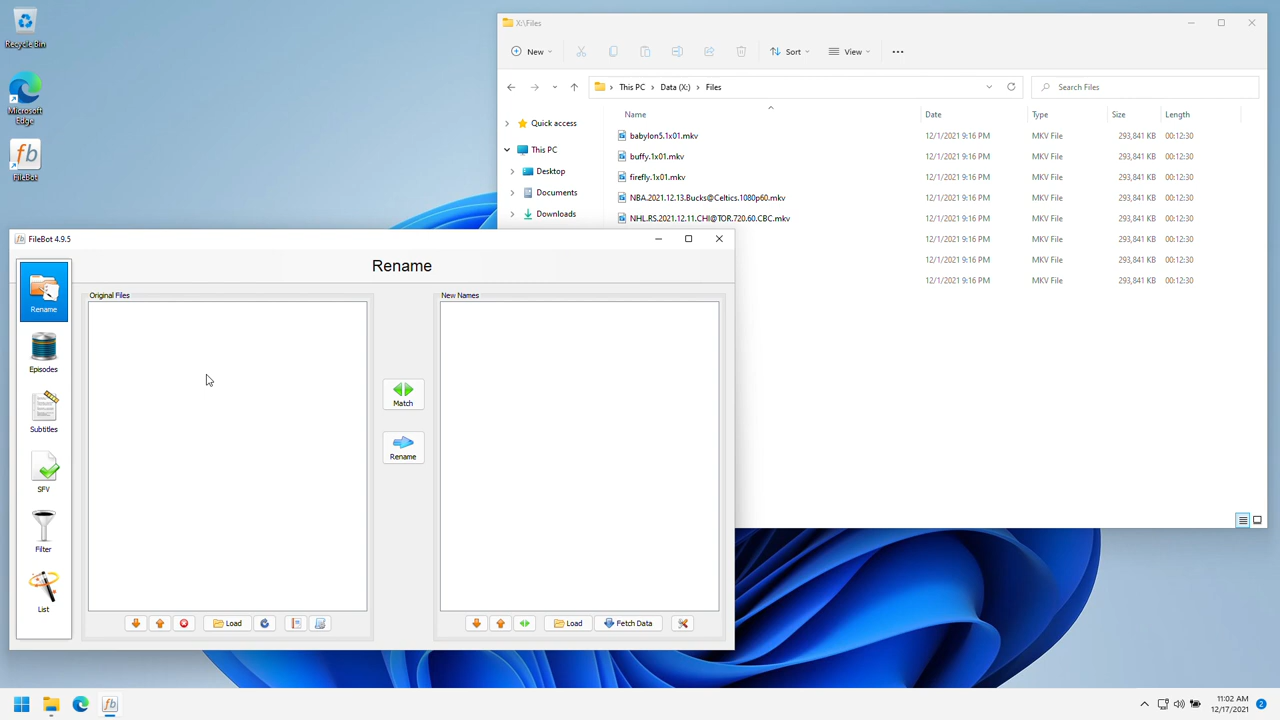 Recycle Bin
Microsoft
Edge
FileBot
X:\Files
New
Sort
View
This PC
Data (X:)
Files
Search Files
Name
Date
Type
Size
Length
Quick access
This PC
Desktop
Documents
Downloads
babylon5.1x01.mkv
12/1/2021 9:16 PM
MKV File
293,841 KB
00:12:30
buffy.1x01.mkv
12/1/2021 9:16 PM
MKV File
293,841 KB
00:12:30
firefly.1x01.mkv
12/1/2021 9:16 PM
MKV File
293,841 KB
00:12:30
NBA.2021.12.13.Bucks@Celtics.1080p60.mkv
12/1/2021 9:16 PM
MKV File
293,841 KB
00:12:30
NHL.RS.2021.12.11.CHI@TOR.720.60.CBC.mkv
12/1/2021 9:16 PM
MKV File
293,841 KB
00:12:30
12/1/2021 9:16 PM
MKV File
293,841 KB
00:12:30
12/1/2021 9:16 PM
MKV File
293,841 KB
00:12:30
12/1/2021 9:16 PM
MKV File
293,841 KB
00:12:30
fb
FileBot 4.9.5
Rename
Rename
Episodes
Subtitles
SFV
Filter
List
Original Files
New Names
Match
Rename
Load
Load
Fetch Data
fb
11:02 AM
12/17/2021
2